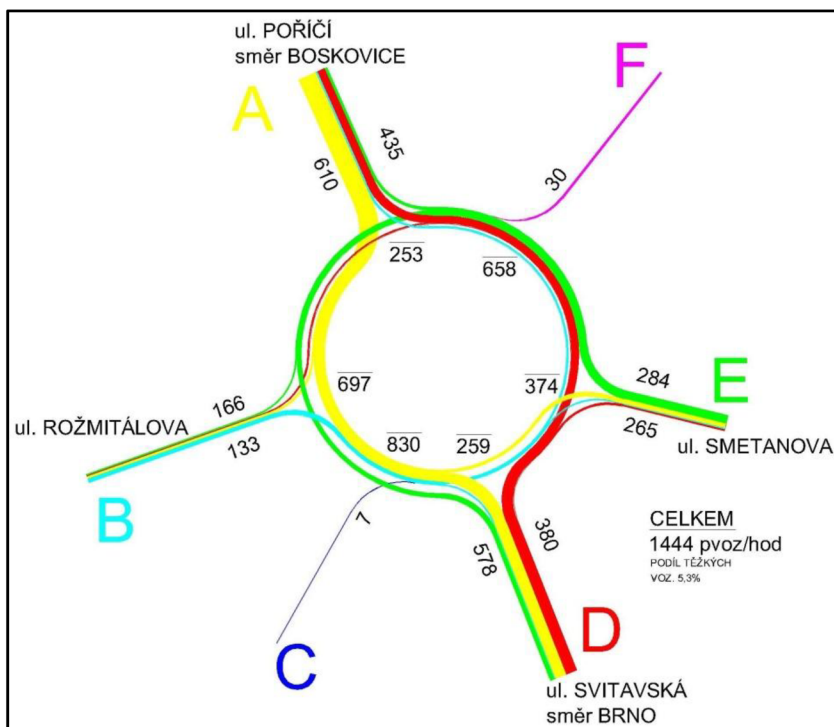 ul. POŘÍČÍ
směr BOSKOVICE
A
F
435
610
30
253
658
697
374
284
E
265
ul. SMETANOVA
166
ul. ROŽMITÁLOVA
133
830
259
B
7
578
380
CELKEM
1444 pvoz/hod
PODÍL TĚŽKÝCH
VOZ. 5,3%
C
D
ul. SVITAVSKÁ
směr BRNO